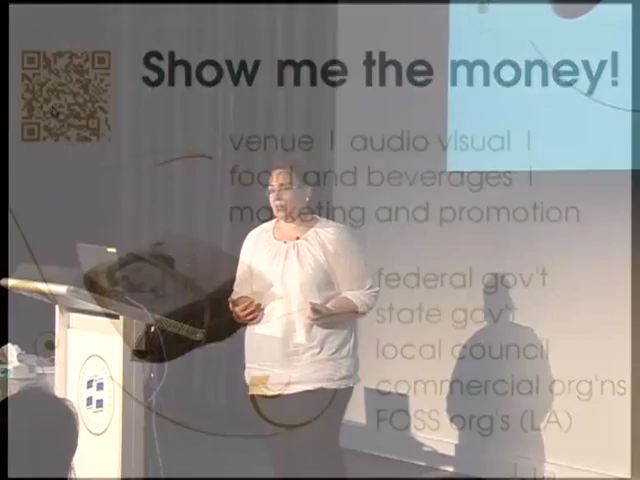 Show me the money!
venue | audio visual |
food and beverages |
marketing and promotion
federal gov't
state gov't
local council
commercial org'ns
FOSS org's (LA)